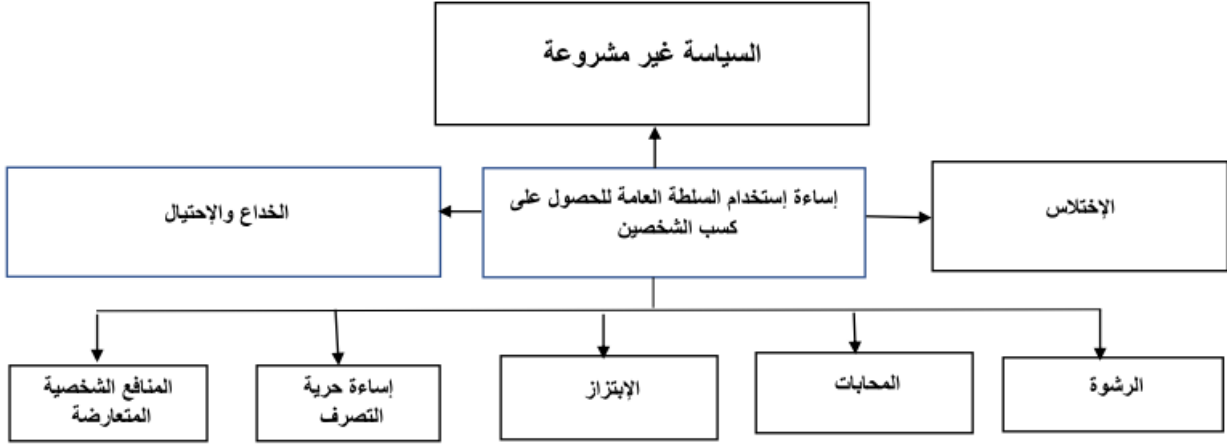 السياسة غير مشروعة
الإختلاس
إساءة إستخدام السلطة العامة للحصول على
كسب الشخصين
الخداع والإحتيال
الرشوة
المحابات
الإبتزاز
إساءة حرية
التصرف
المنافع الشخصية
المتعارضة